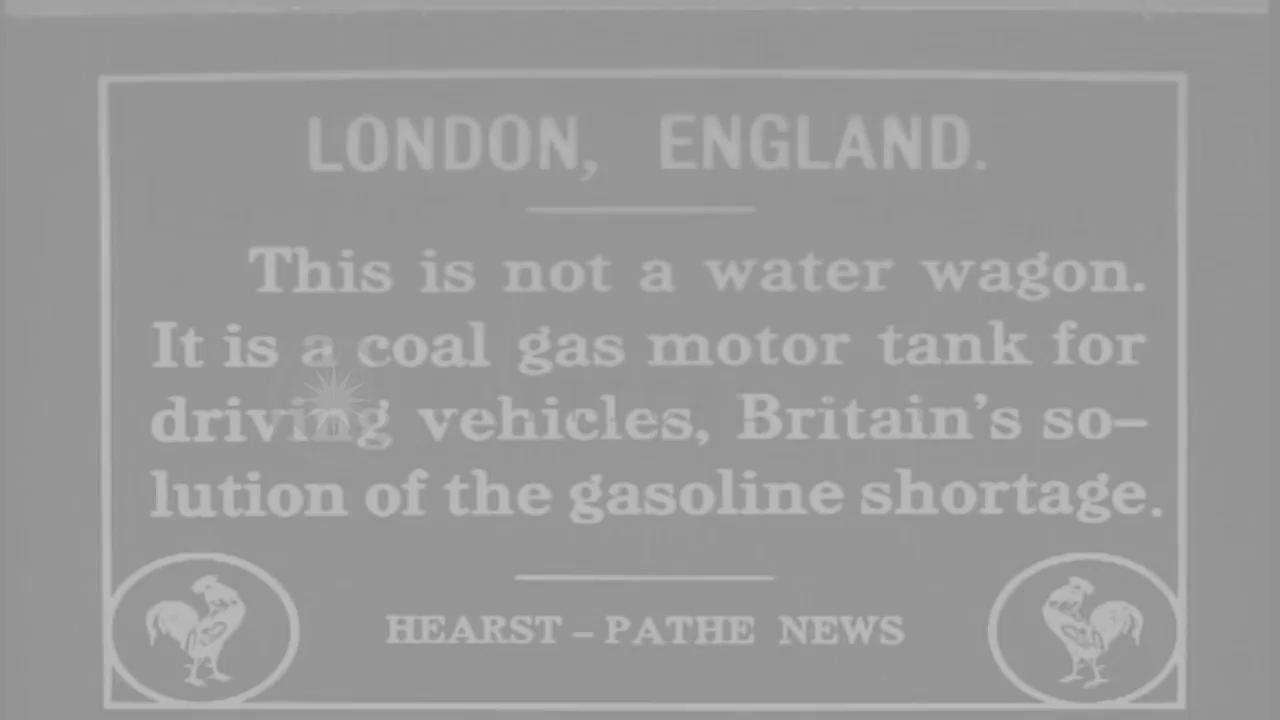 LONDON, ENGLAND.
This is not a water wagon.
It is a coal gas motor tank for
driving vehicles, Britain's so–
lution of the gasoline shortage.
HEARST – PATHE NEWS